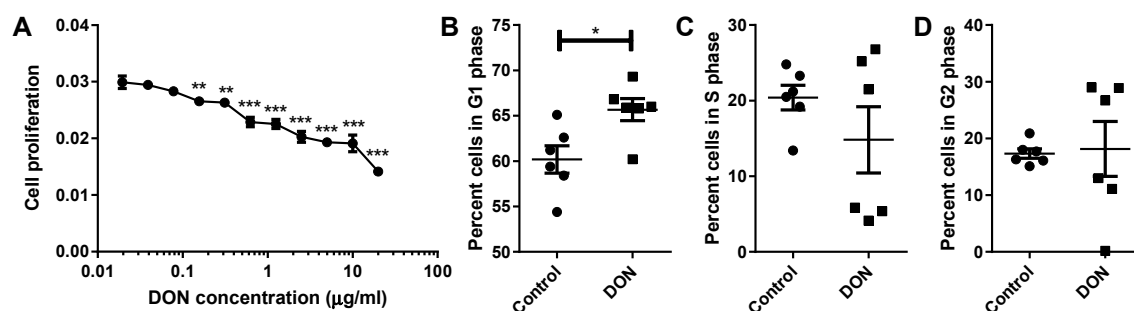 A
Cell proliferation
0.04
0.03
0.02
0.01
0.00
** ** *** *** *** *** *** ***
0.01 0.1 1 10 100
DON concentration (μg/ml)
B
Percent cells in G1 phase
75
70
65
60
55
50
*
Control DON
C
Percent cells in S phase
30
20
10
0
Control DON
D
Percent cells in G2 phase
40
30
20
10
0
Control DON